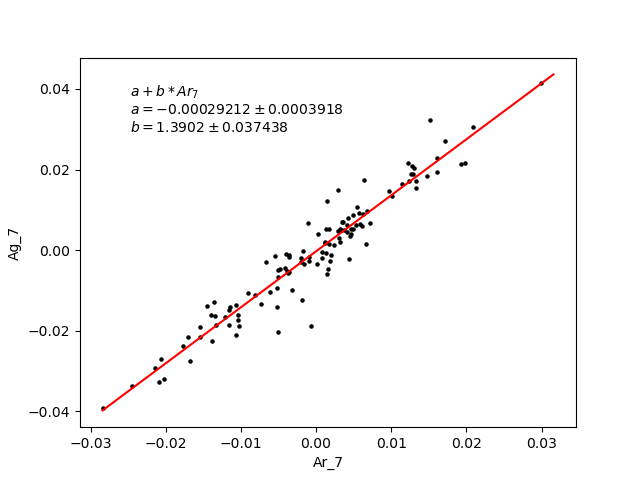 a + b * Ar_7
a = −0.00029212 ± 0.0003918
b = 1.3902 ± 0.037438
0.04
0.02
0.00
−0.02
−0.04
Ag_7
−0.03 −0.02 −0.01 0.00 0.01 0.02 0.03
Ar_7